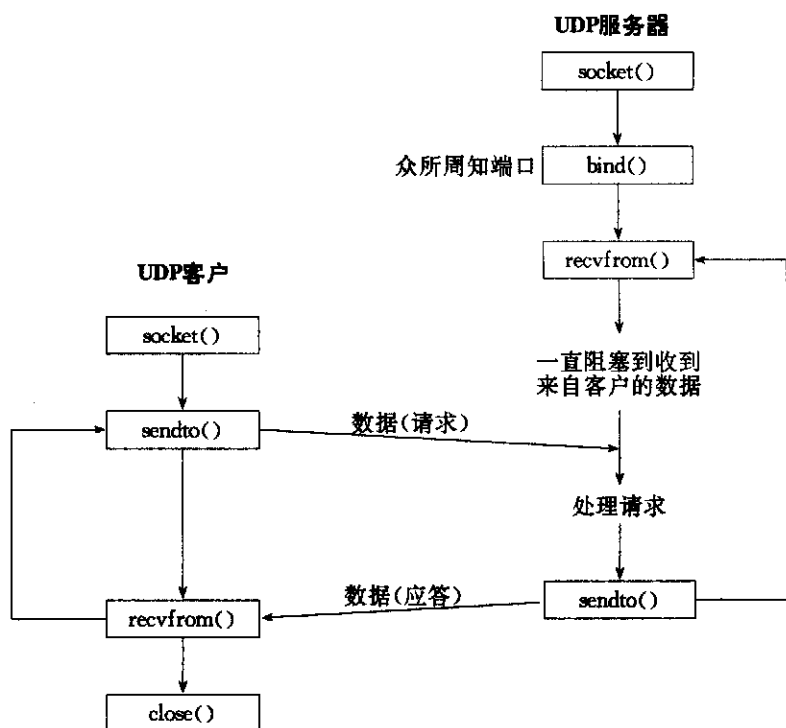 UDP服务器
socket()
众所周知端口
bind()
recvfrom()
UDP客户
socket()
一直阻塞到收到
来自客户的数据
sendto()
数据(请求)
处理请求
数据(应答)
sendto()
recvfrom()
close()